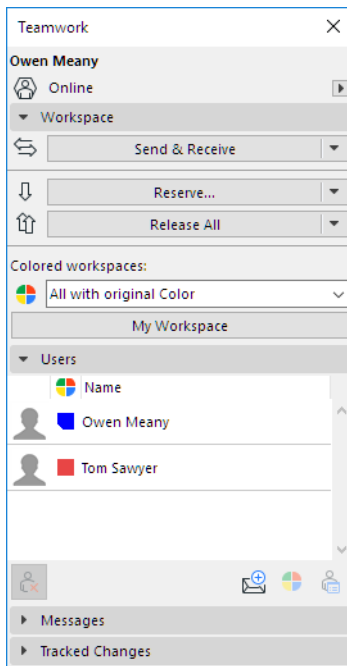 Teamwork
Owen Meany
Online
Workspace
Send & Receive
Reserve...
Release All
Colored workspaces:
All with original Color
My Workspace
Users
Name
Owen Meany
Tom Sawyer
Messages
Tracked Changes